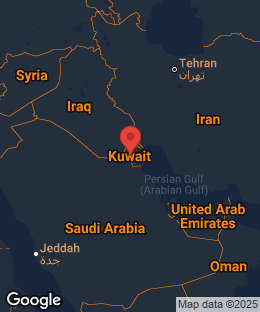 Tehran
تهران
Syria
Iraq
Iran
Kuwait
Persian Gulf
(Arabian Gulf)
United Arab
Emirates
Saudi Arabia
Jeddah
جدة
Oman
Google
Map data ©2025